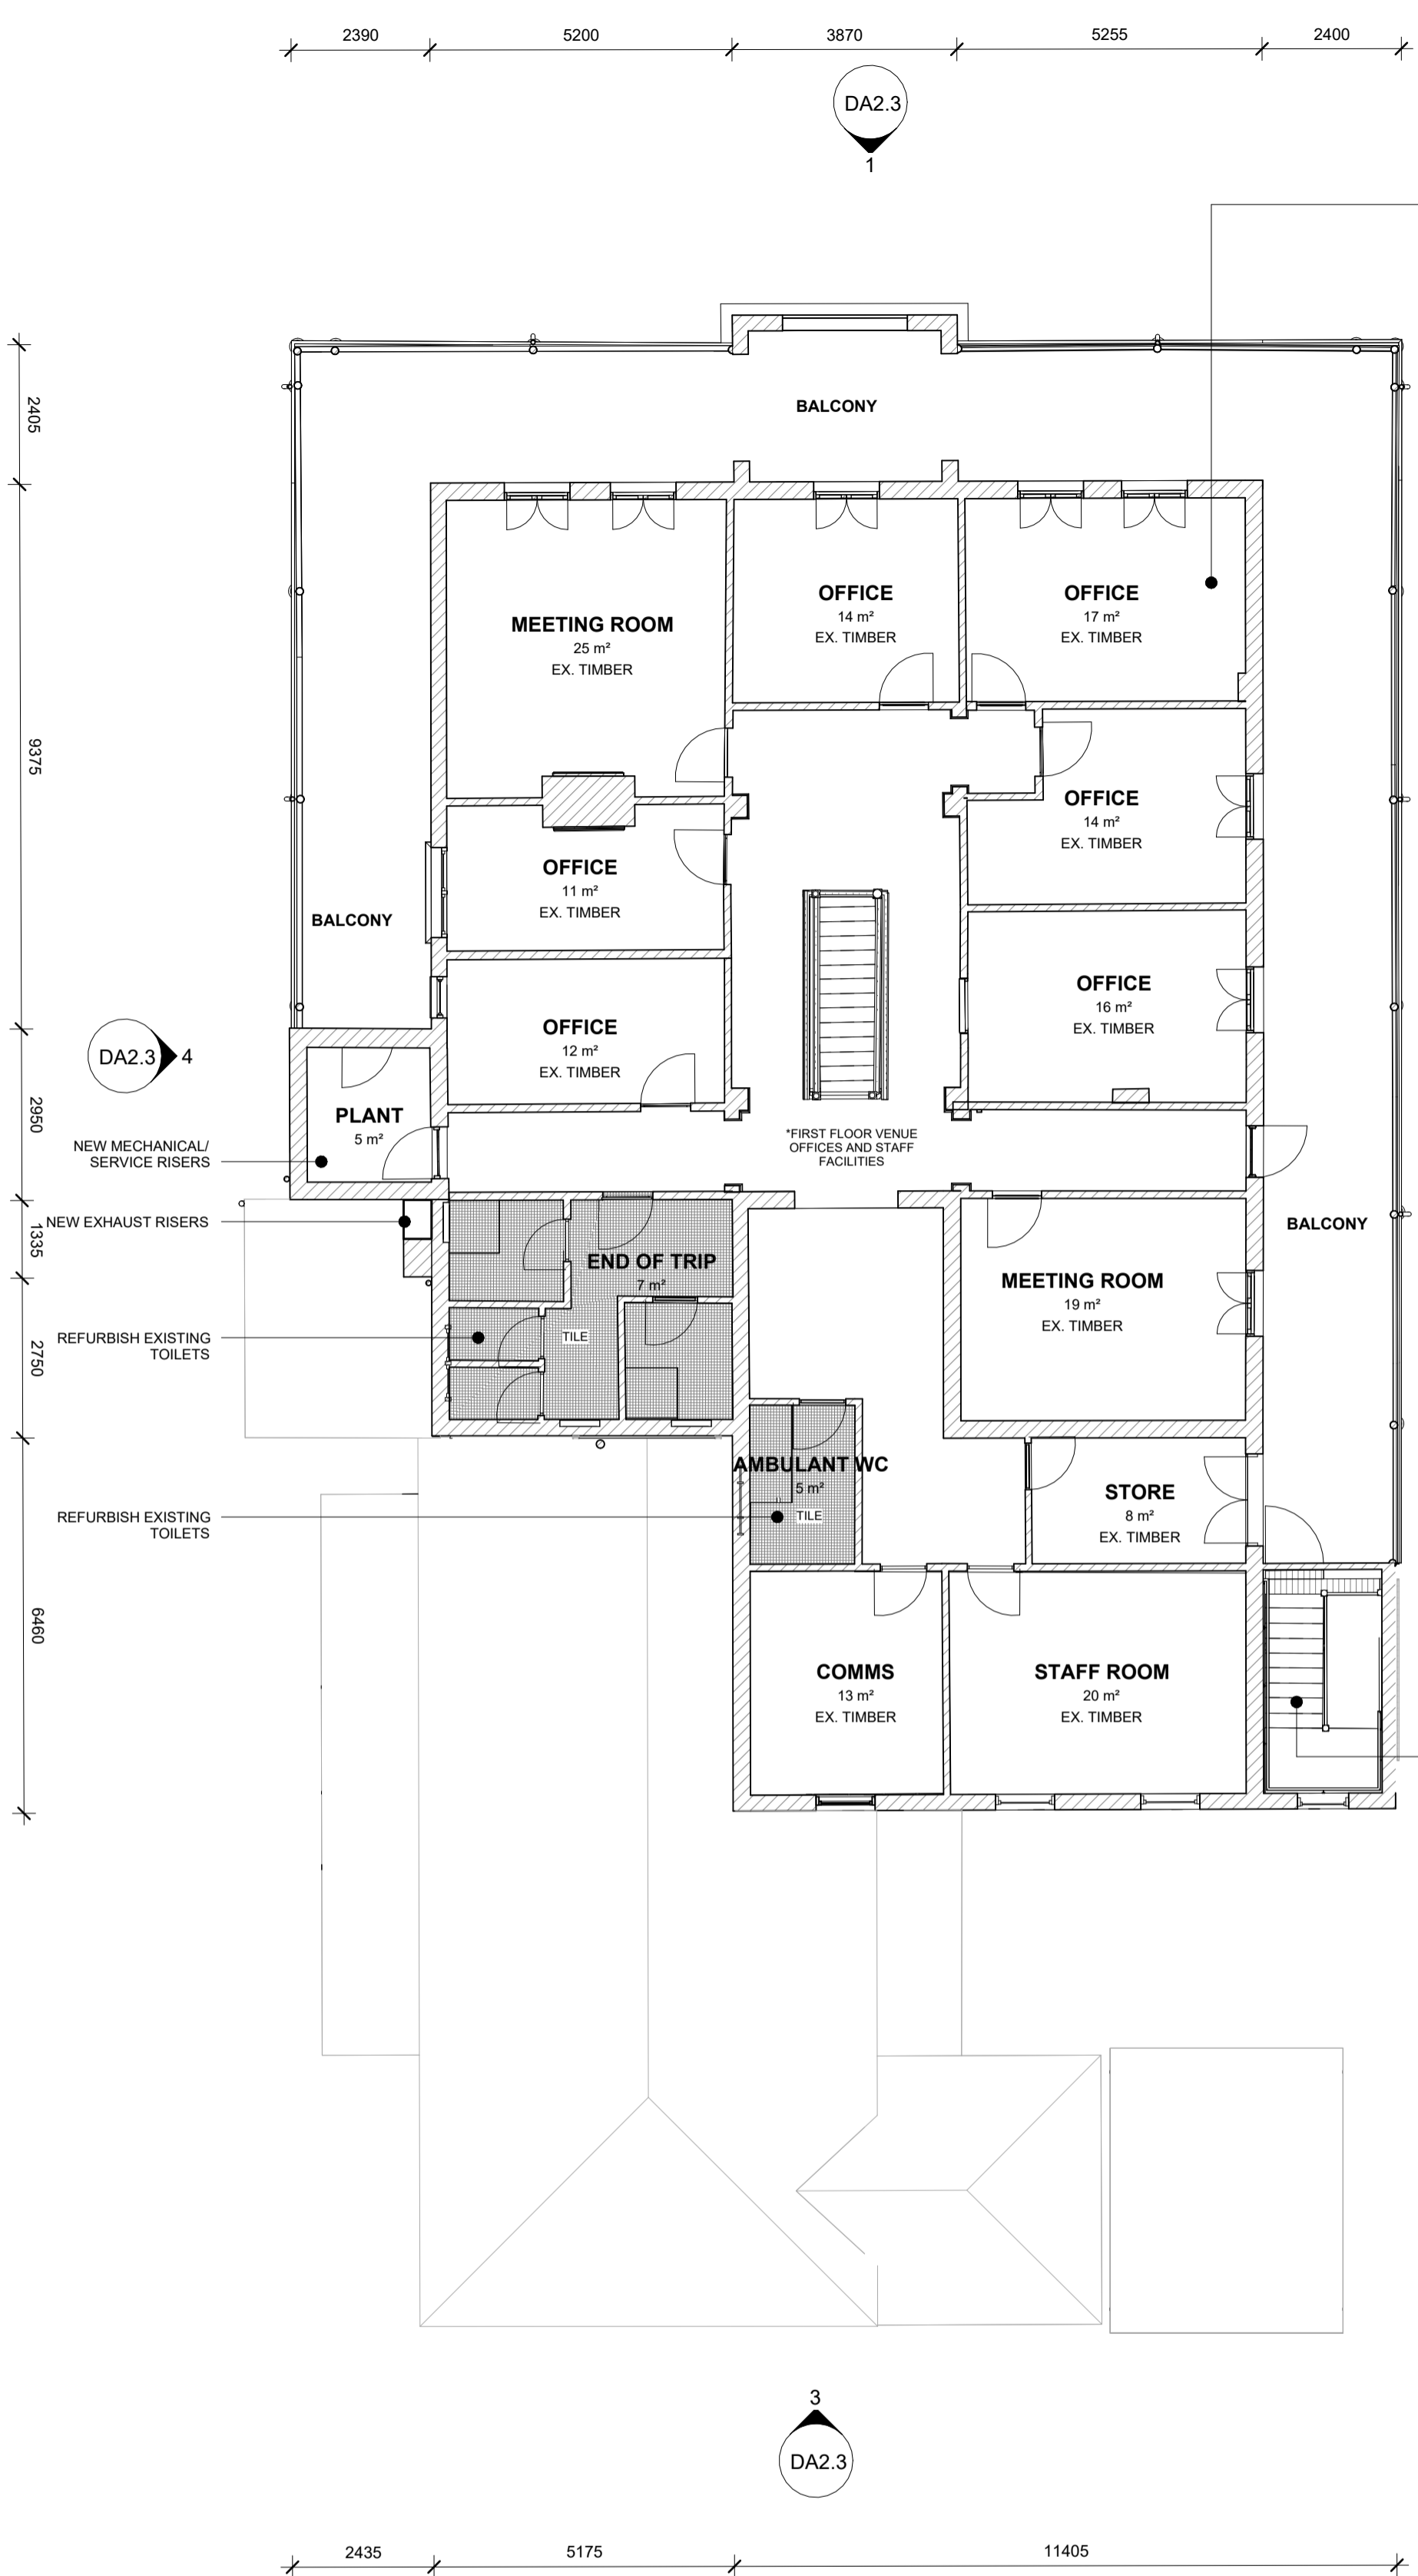 2390 5200 3870 5255 2400
DA2.3
1
2405
BALCONY
OFFICE
14 m²
EX. TIMBER
OFFICE
17 m²
EX. TIMBER
MEETING ROOM
25 m²
EX. TIMBER
9375
OFFICE
14 m²
EX. TIMBER
OFFICE
11 m²
EX. TIMBER
BALCONY
OFFICE
16 m²
EX. TIMBER
OFFICE
12 m²
EX. TIMBER
DA2.3 4
2950
PLANT
5 m²
NEW MECHANICAL/
SERVICE RISERS
*FIRST FLOOR VENUE
OFFICES AND STAFF
FACILITIES
1335
NEW EXHAUST RISERS
BALCONY
END OF TRIP
7 m²
TILE
MEETING ROOM
19 m²
EX. TIMBER
2750
REFURBISH EXISTING
TOILETS
AMBULANT WC
5 m²
TILE
STORE
8 m²
EX. TIMBER
REFURBISH EXISTING
TOILETS
6460
COMMS
13 m²
EX. TIMBER
STAFF ROOM
20 m²
EX. TIMBER
3
DA2.3
2435 5175 11405